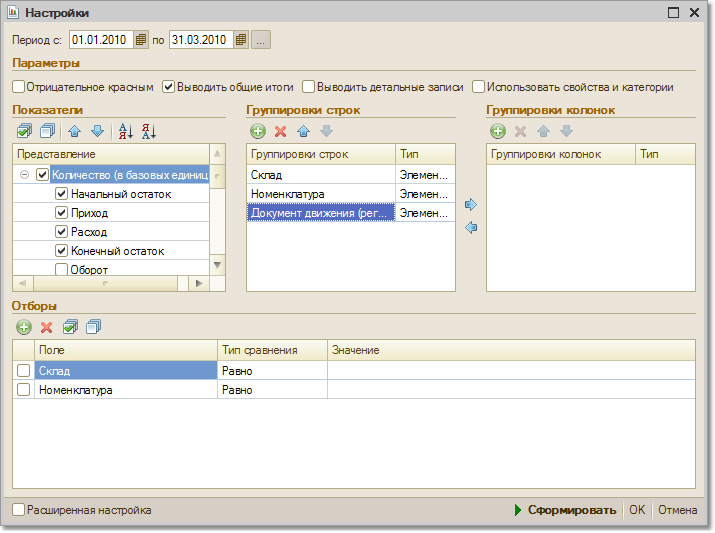 Настройки
Период с: 01.01.2010 по 31.03.2010 ...
Параметры
Отрицательное красным Выводить общие итоги Выводить детальные записи Использовать свойства и категории
Показатели Группировки строк Группировки колонок
Представление Группировки строк Тип Группировки колонок Тип
Количество (в базовых единиц Склад Элемен...
Начальный остаток Номенклатура Элемен...
Приход Документ движения (рег... Элемен...
Расход
Конечный остаток
Оборот
Отборы
Поле Тип сравнения Значение
Склад Равно
Номенклатура Равно
Расширенная настройка Сформировать OK Отмена